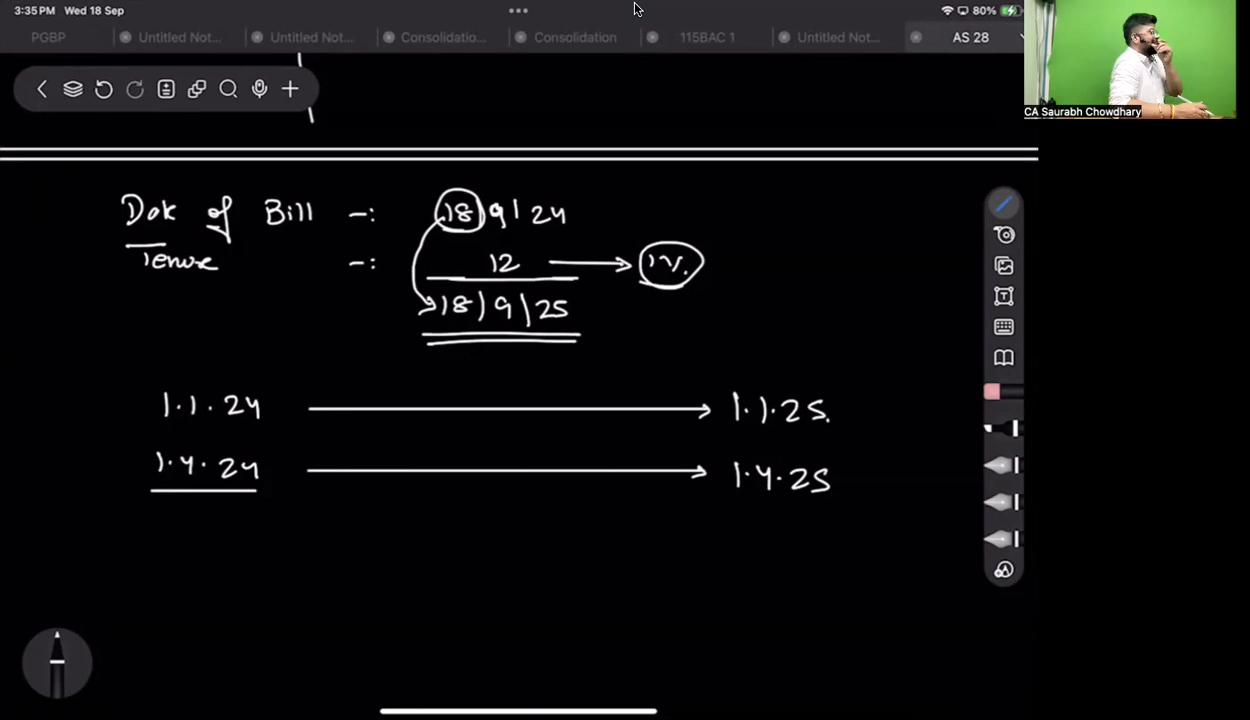 3:35 PM Wed 18 Sep
80%
PGBP
Untitled Not...
Untitled Not...
Consolidatio...
Consolidation
115BAC 1
Untitled Not...
AS 28
CA Saurabh Chowdhary
of Bill -: 18/9/24
Tenure -: 12 → 1Y.
18/9/25
1.1.24 → 1.1.25.
1.4.24 → 1.4.25